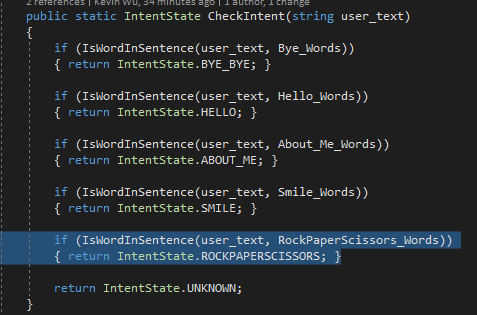 2 references | Kevin Wu, 34 minutes ago | 1 author, 1 change
public static IntentState CheckIntent(string user_text)
{
if (IsWordInSentence(user_text, Bye_Words))
{ return IntentState.BYE_BYE; }
if (IsWordInSentence(user_text, Hello_Words))
{ return IntentState.HELLO; }
if (IsWordInSentence(user_text, About_Me_Words))
{ return IntentState.ABOUT_ME; }
if (IsWordInSentence(user_text, Smile_Words))
{ return IntentState.SMILE; }
if (IsWordInSentence(user_text, RockPaperScissors_Words))
{ return IntentState.ROCKPAPERSCISSORS; }
return IntentState.UNKNOWN;
}